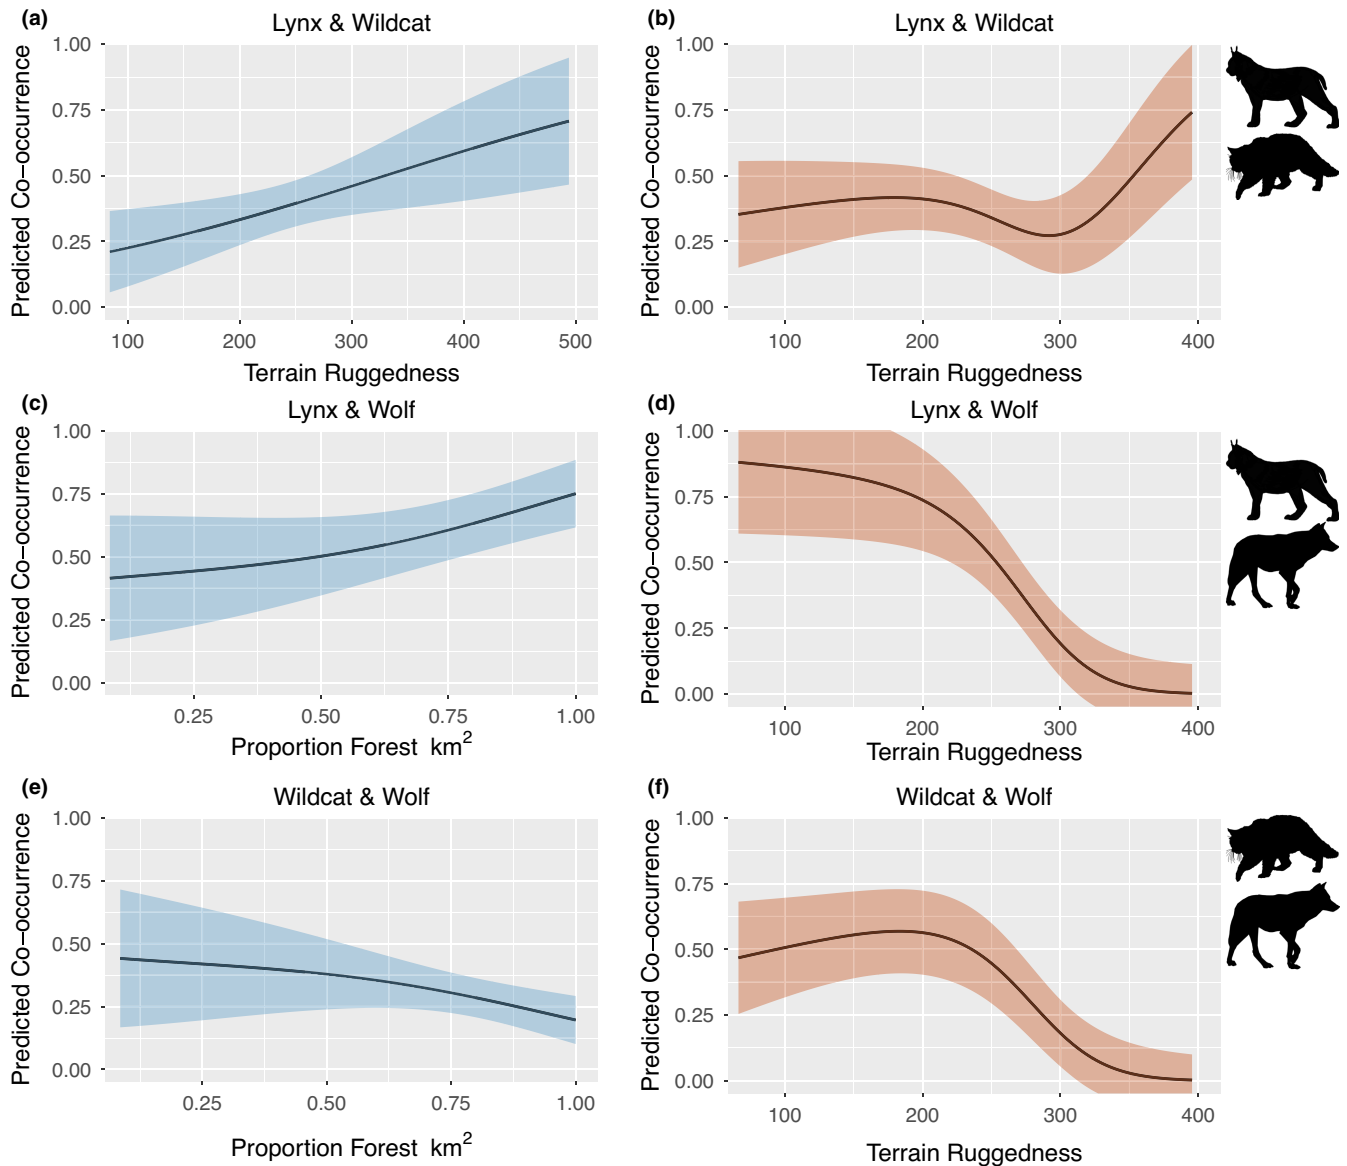 (a)
Lynx & Wildcat
Predicted Co−occurrence
1.00
0.75
0.50
0.25
0.00
100 200 300 400 500
Terrain Ruggedness
(b)
Lynx & Wildcat
Predicted Co−occurrence
1.00
0.75
0.50
0.25
0.00
100 200 300 400
Terrain Ruggedness
(c)
Lynx & Wolf
Predicted Co−occurrence
1.00
0.75
0.50
0.25
0.00
0.25 0.50 0.75 1.00
Proportion Forest km²
(d)
Lynx & Wolf
Predicted Co−occurrence
1.00
0.75
0.50
0.25
0.00
100 200 300 400
Terrain Ruggedness
(e)
Wildcat & Wolf
Predicted Co−occurrence
1.00
0.75
0.50
0.25
0.00
0.25 0.50 0.75 1.00
Proportion Forest km²
(f)
Wildcat & Wolf
Predicted Co−occurrence
1.00
0.75
0.50
0.25
0.00
100 200 300 400
Terrain Ruggedness